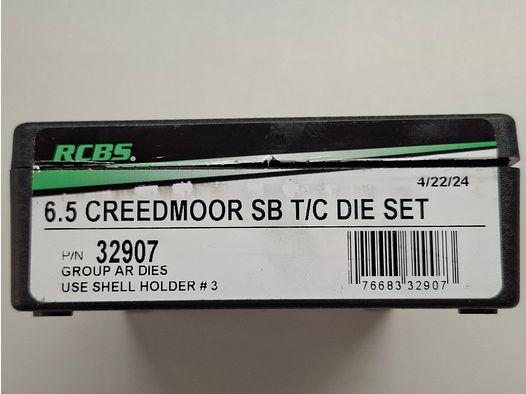 RCBS.
4/22/24
6.5 CREEDMOOR SB T/C DIE SET
P/N 32907
GROUP AR DIES
USE SHELL HOLDER # 3
76683 32907